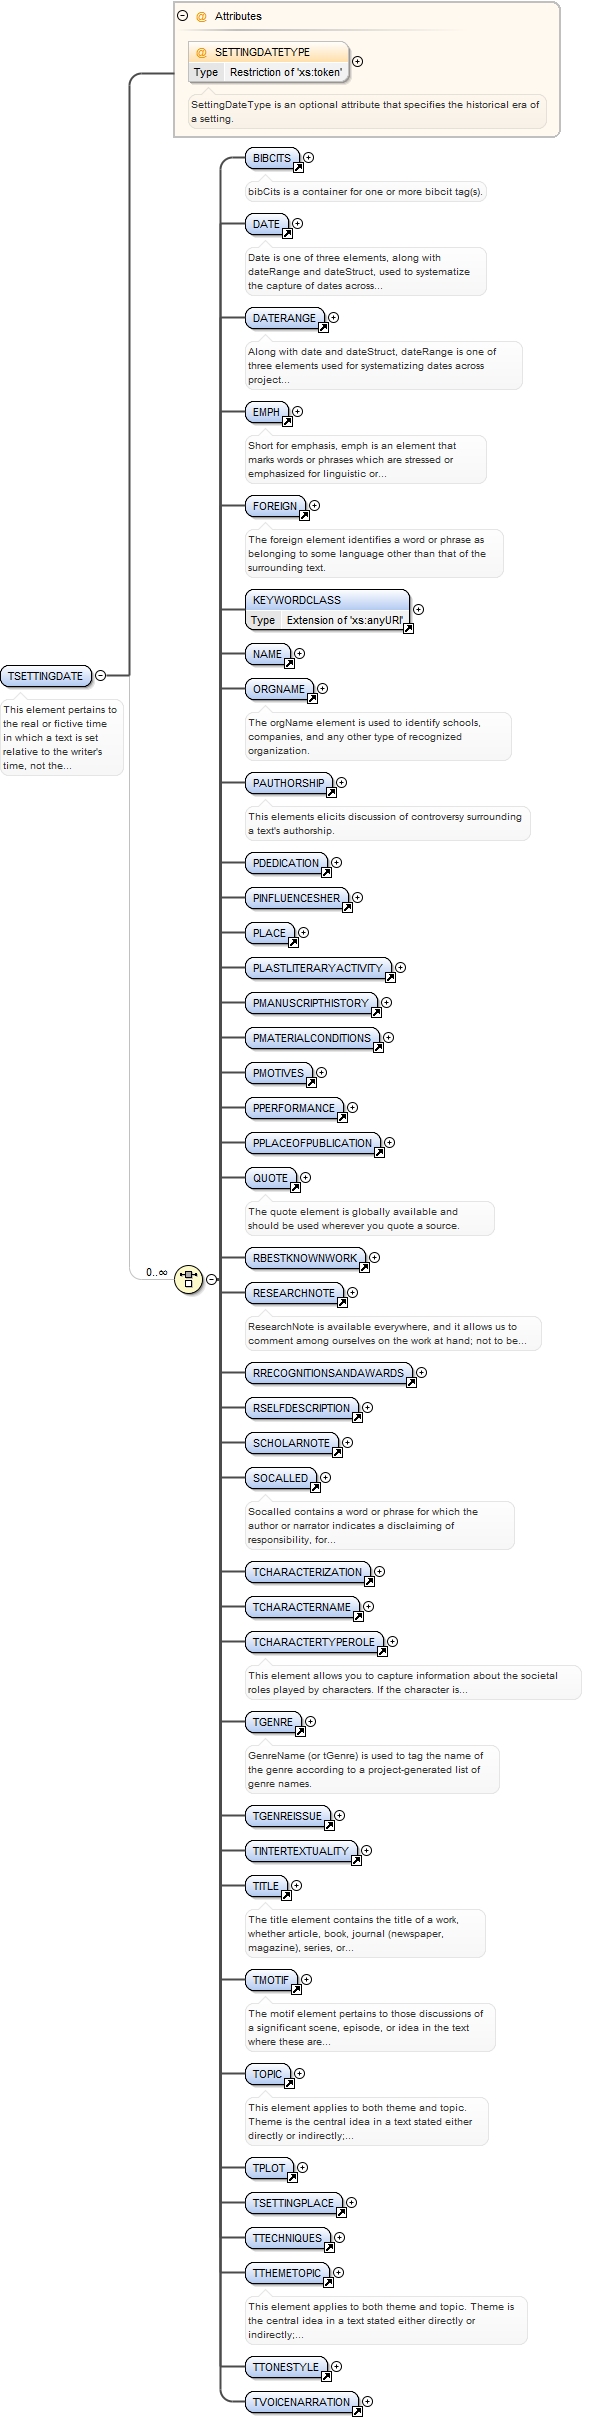 @ Attributes
@ SETTINGDATETYPE
Type Restriction of 'xs:token'
SettingDateType is an optional attribute that specifies the historical era of
a setting.
BIBCITS
bibCits is a container for one or more bibcit tag(s).
DATE
Date is one of three elements, along with
dateRange and dateStruct, used to systematize
the capture of dates across...
DATERANGE
Along with date and dateStruct, dateRange is one of
three elements used for systematizing dates across
project...
EMPH
Short for emphasis, emph is an element that
marks words or phrases which are stressed or
emphasized for linguistic or...
FOREIGN
The foreign element identifies a word or phrase as
belonging to some language other than that of the
surrounding text.
KEYWORDCLASS
Type Extension of 'xs:anyURI'
NAME
TSETTINGDATE
This element pertains to
the real or fictive time
in which a text is set
relative to the writer's
time, not the...
ORGNAME
The orgName element is used to identify schools,
companies, and any other type of recognized
organization.
PAUTHORSHIP
This elements elicits discussion of controversy surrounding
a text's authorship.
PDEDICATION
PINFLUENCESHER
PLACE
PLASTLITERARYACTIVITY
PMANUSCRIPTHISTORY
PMATERIALCONDITIONS
PMOTIVES
PPERFORMANCE
PPLACEOFPUBLICATION
QUOTE
The quote element is globally available and
should be used wherever you quote a source.
RBESTKNOWNWORK
0..∞
RESEARCHNOTE
ResearchNote is available everywhere, and it allows us to
comment among ourselves on the work at hand; not to be...
RRECOGNITIONSANDAWARDS
RSELFDESCRIPTION
SCHOLARNOTE
SOCALLED
Socalled contains a word or phrase for which the
author or narrator indicates a disclaiming of
responsibility, for...
TCHARACTERIZATION
TCHARACTERNAME
TCHARACTERTYPEROLE
This element allows you to capture information about the societal
roles played by characters. If the character is...
TGENRE
GenreName (or tGenre) is used to tag the name of
the genre according to a project-generated list of
genre names.
TGENREISSUE
TINTERTEXTUALITY
TITLE
The title element contains the title of a work,
whether article, book, journal (newspaper,
magazine), series, or...
TMOTIF
The motif element pertains to those discussions of
a significant scene, episode, or idea in the text
where these are...
TOPIC
This element applies to both theme and topic.
Theme is the central idea in a text stated either
directly or indirectly;...
TPLOT
TSETTINGPLACE
TTECHNIQUES
TTHEMETOPIC
This element applies to both theme and topic. Theme is
the central idea in a text stated either directly or
indirectly;...
TTONESTYLE
TVOICENARRATION